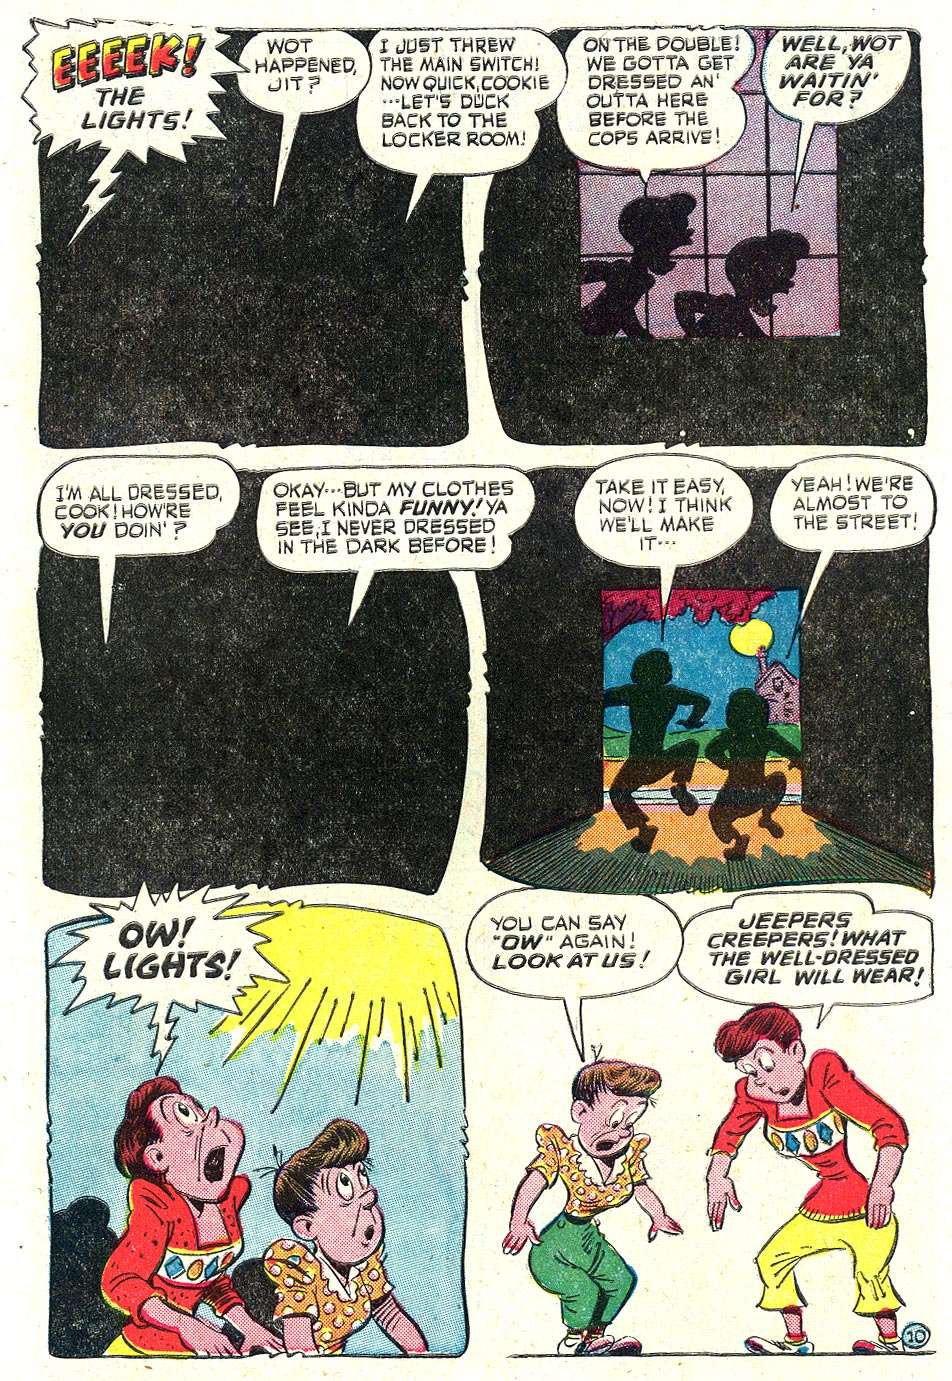 EEEEK!
THE
LIGHTS!
WOT
HAPPENED,
JIT?
I JUST THREW
THE MAIN SWITCH!
NOW QUICK, COOKIE
---LET'S DUCK
BACK TO THE
LOCKER ROOM!
ON THE DOUBLE!
WE GOTTA GET
DRESSED AN'
OUTTA HERE
BEFORE THE
COPS ARRIVE!
WELL, WOT
ARE YA
WAITIN'
FOR?
I'M ALL DRESSED,
COOK! HOW'RE
YOU DOIN'?
OKAY---BUT MY CLOTHES
FEEL KINDA FUNNY! YA
SEE, I NEVER DRESSED
IN THE DARK BEFORE!
TAKE IT EASY,
NOW! I THINK
WE'LL MAKE
IT---
YEAH! WE'RE
ALMOST TO
THE STREET!
OW!
LIGHTS!
YOU CAN SAY
"OW" AGAIN!
LOOK AT US!
JEEPERS
CREEPERS! WHAT
THE WELL-DRESSED
GIRL WILL WEAR!
10